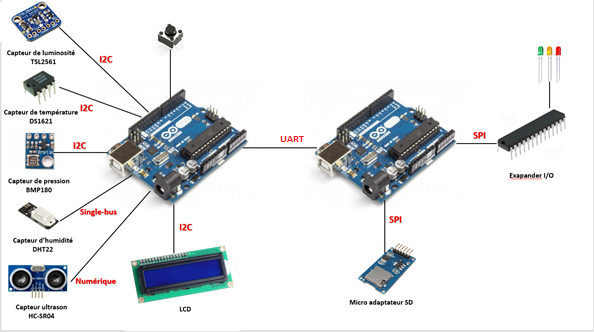 Capteur de luminosité
TSL2561
I2C
Capteur de température
DS1621
I2C
Capteur de pression
BMP180
I2C
Capteur d'humidité
DHT22
Single-bus
Capteur ultrason
HC-SR04
Numérique
I2C
LCD
UART
SPI
Exapander I/O
SPI
Micro adaptateur SD